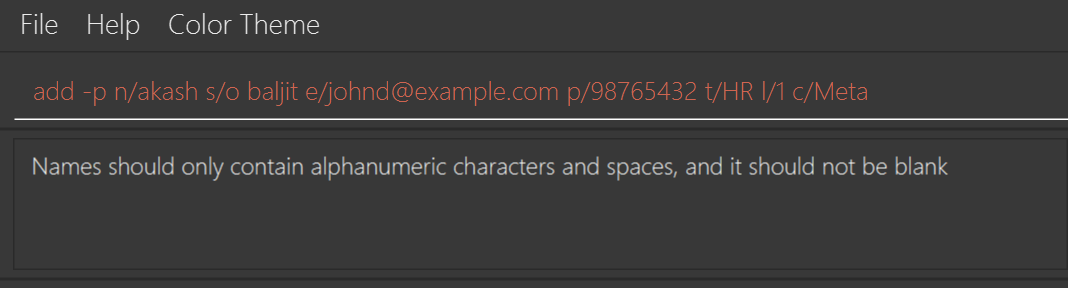 File Help Color Theme
add -p n/akash s/o baljit e/johnd@example.com p/98765432 t/HR l/1 c/Meta
Names should only contain alphanumeric characters and spaces, and it should not be blank